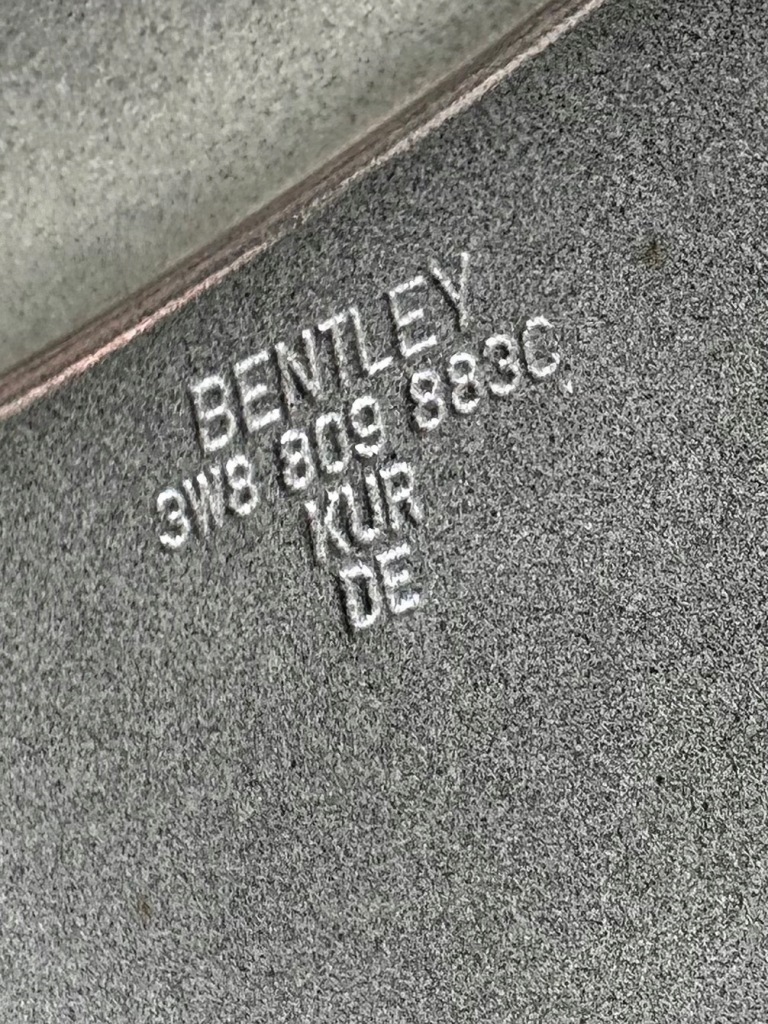 BENTLEY
3W8 809 883C
KUR
DE